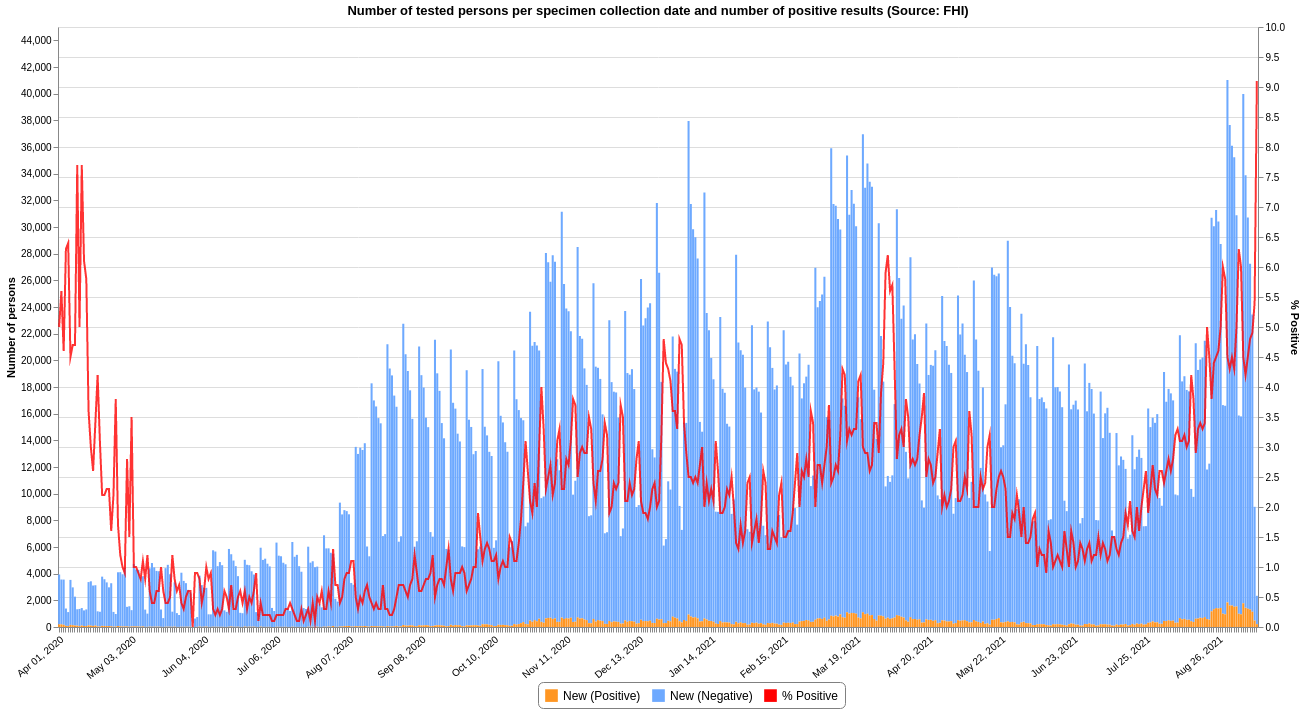 Number of tested persons per specimen collection date and number of positive results (Source: FHI)
Number of persons
44,000
42,000
40,000
38,000
36,000
34,000
32,000
30,000
28,000
26,000
24,000
22,000
20,000
18,000
16,000
14,000
12,000
10,000
8,000
6,000
4,000
2,000
0
10.0
9.5
9.0
8.5
8.0
7.5
7.0
6.5
6.0
5.5
5.0
4.5
4.0
3.5
3.0
2.5
2.0
1.5
1.0
0.5
0.0
% Positive
Apr 01, 2020
May 03, 2020
Jun 04, 2020
Jul 06, 2020
Aug 07, 2020
Sep 08, 2020
Oct 10, 2020
Nov 11, 2020
Dec 13, 2020
Jan 14, 2021
Feb 15, 2021
Mar 19, 2021
Apr 20, 2021
May 22, 2021
Jun 23, 2021
Jul 25, 2021
Aug 26, 2021
New (Positive) New (Negative) % Positive